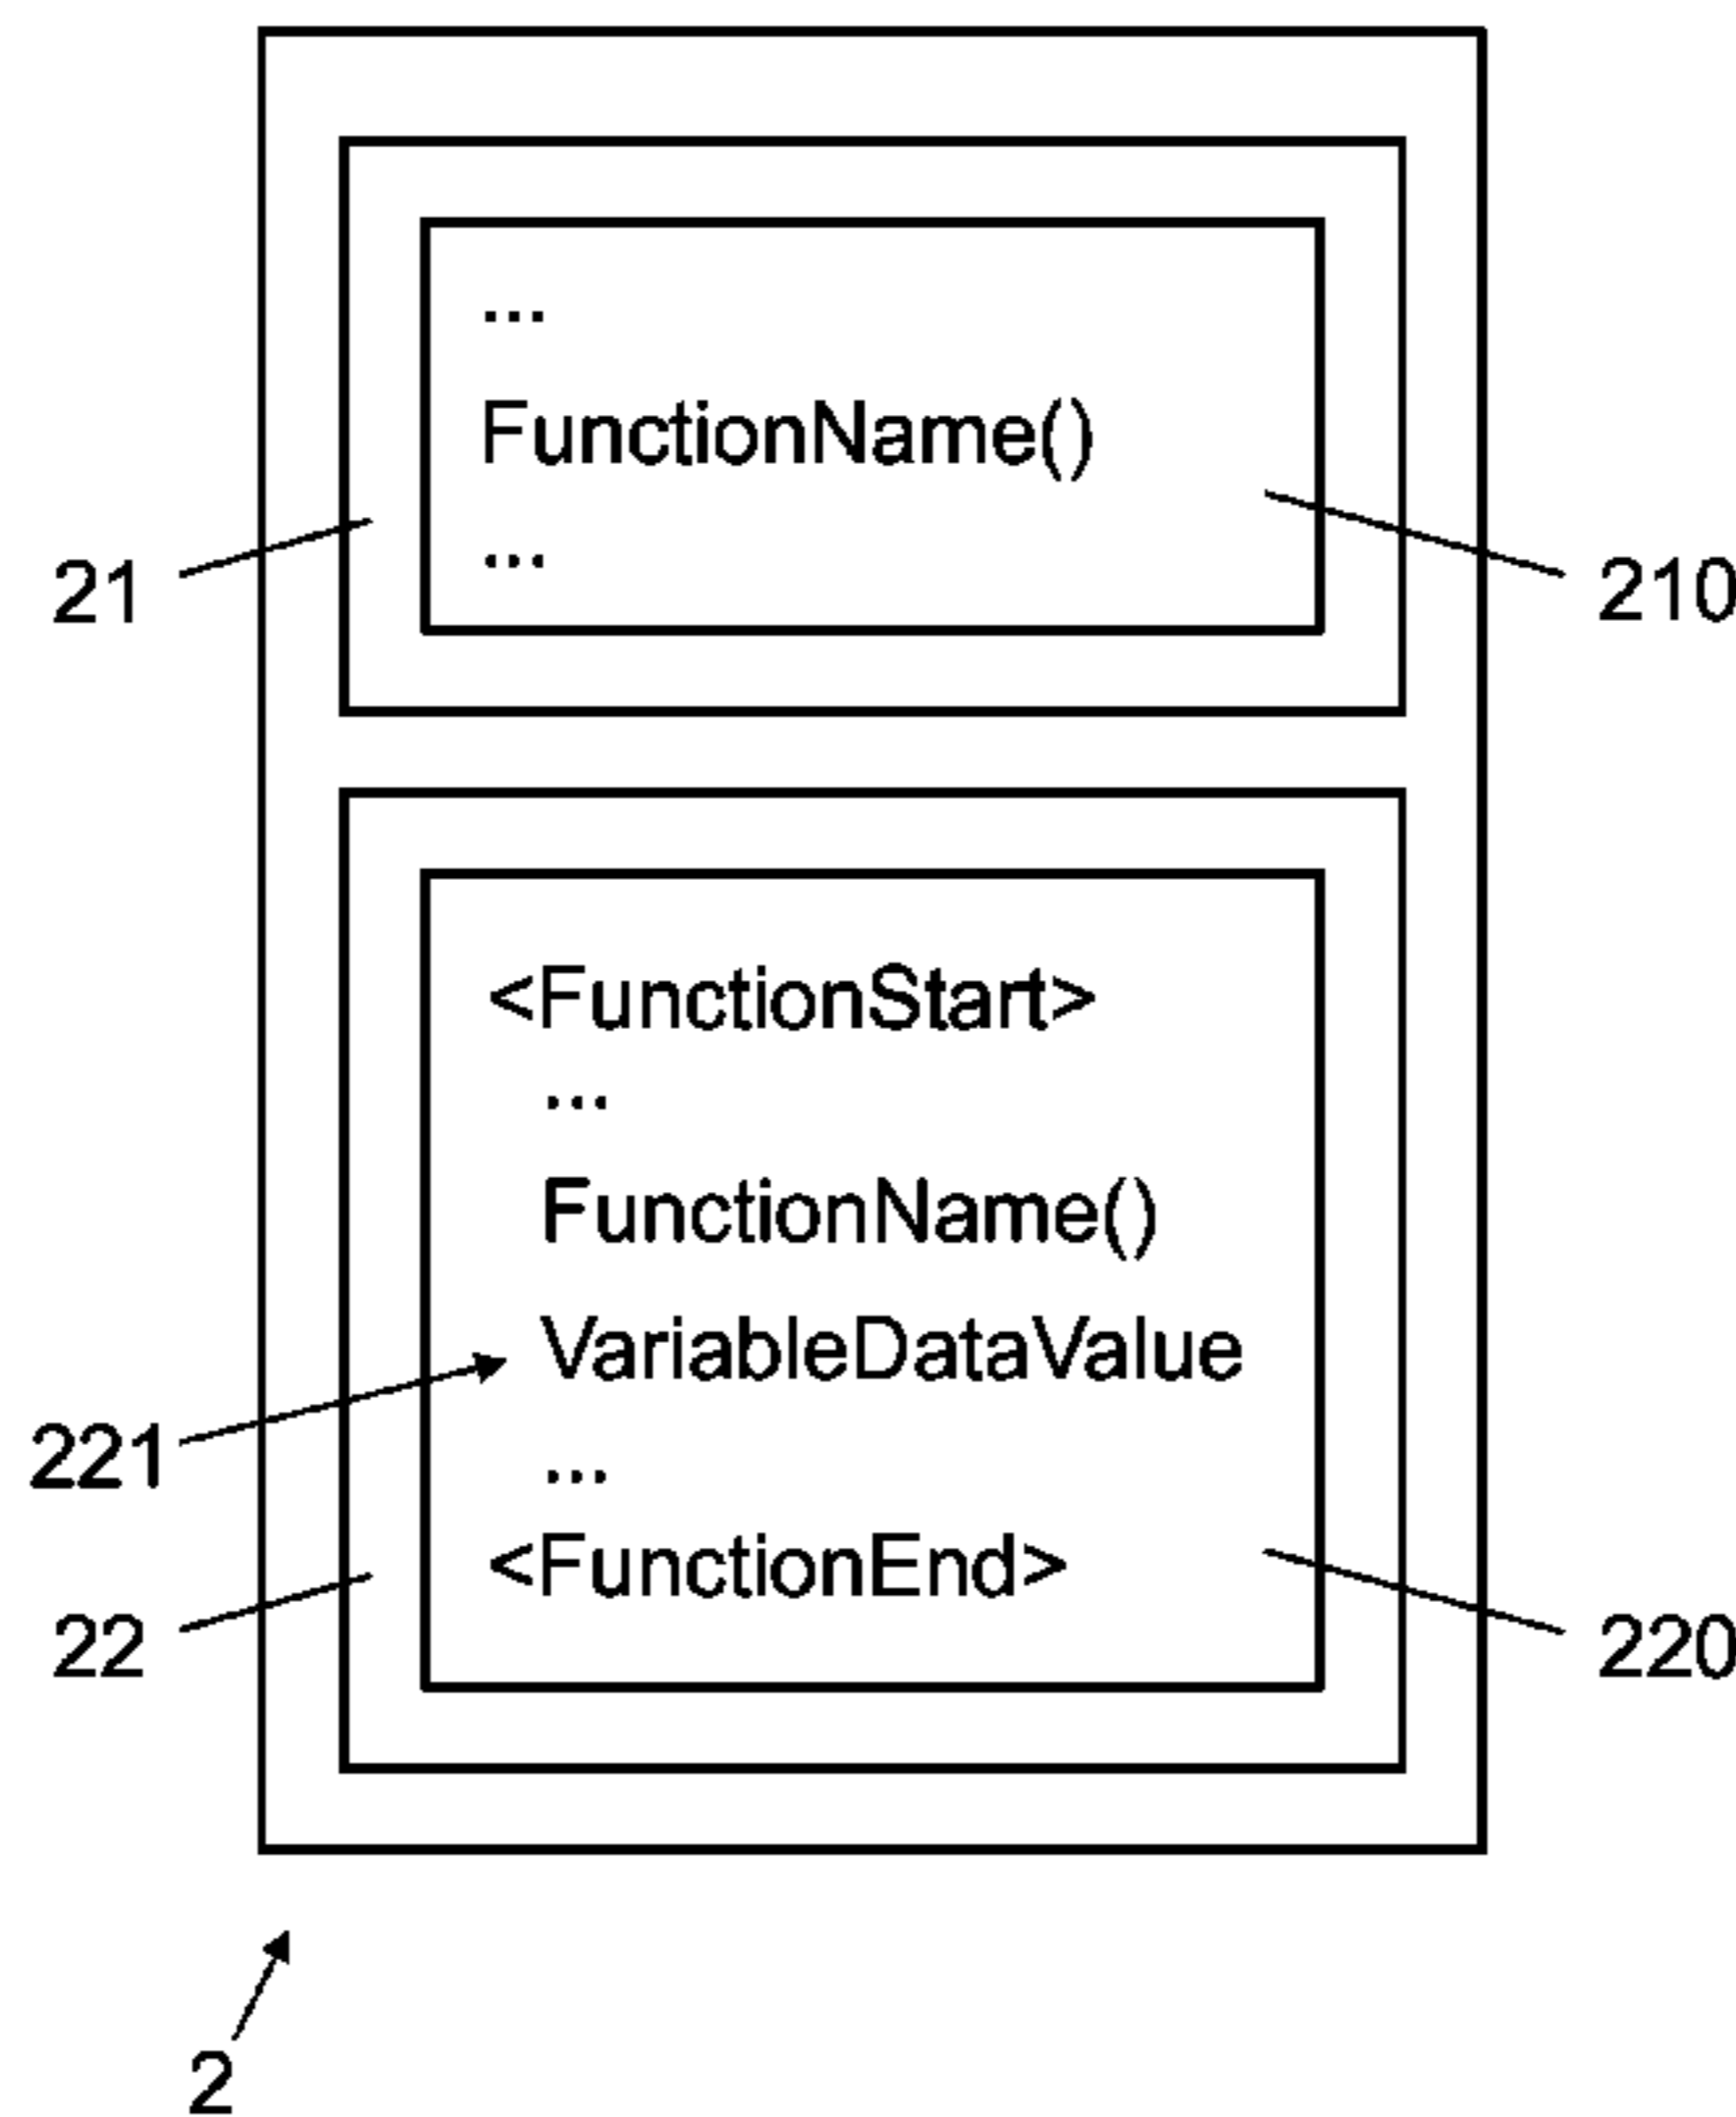 ...
FunctionName()
...
21
210
<FunctionStart>
...
FunctionName()
VariableDataValue
221
...
<FunctionEnd>
22
220
2